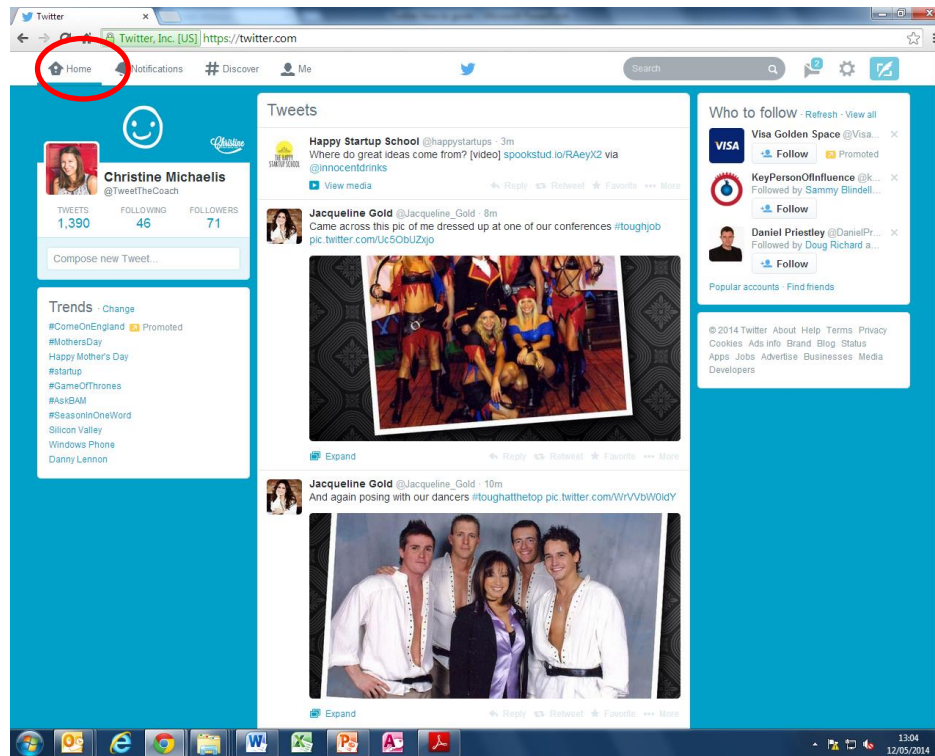 Twitter
Twitter, Inc. [US] https://twitter.com
Home Notifications # Discover Me Search 2
Christine
Christine Michaelis
@TweetTheCoach
TWEETS FOLLOWING FOLLOWERS
1,390 46 71
Compose new Tweet...
Trends · Change
#ComeOnEngland Promoted
#MothersDay
Happy Mother's Day
#startup
#GameOfThrones
#AskBAM
#SeasonInOneWord
Silicon Valley
Windows Phone
Danny Lennon
Tweets
THE HAPPY
STARTUP SCHOOL
Happy Startup School @happystartups · 3m
Where do great ideas come from? [video] spookstud.io/RAeyX2 via
@innocentdrinks
View media Reply Retweet Favorite More
Jacqueline Gold @Jacqueline_Gold · 8m
Came across this pic of me dressed up at one of our conferences #toughjob
pic.twitter.com/Uc5ObUZxjo
Expand Reply Retweet Favorite More
Jacqueline Gold @Jacqueline_Gold · 10m
And again posing with our dancers #toughatthetop pic.twitter.com/WrVVbW0ldY
Expand Reply Retweet Favorite More
Who to follow · Refresh · View all
VISA
Visa Golden Space @Visa...
Follow Promoted
KeyPersonOfInfluence @k...
Followed by Sammy Blindell...
Follow
Daniel Priestley @DanielPr...
Followed by Doug Richard a...
Follow
Popular accounts · Find friends
© 2014 Twitter About Help Terms Privacy
Cookies Ads info Brand Blog Status
Apps Jobs Advertise Businesses Media
Developers
13:04
12/05/2014